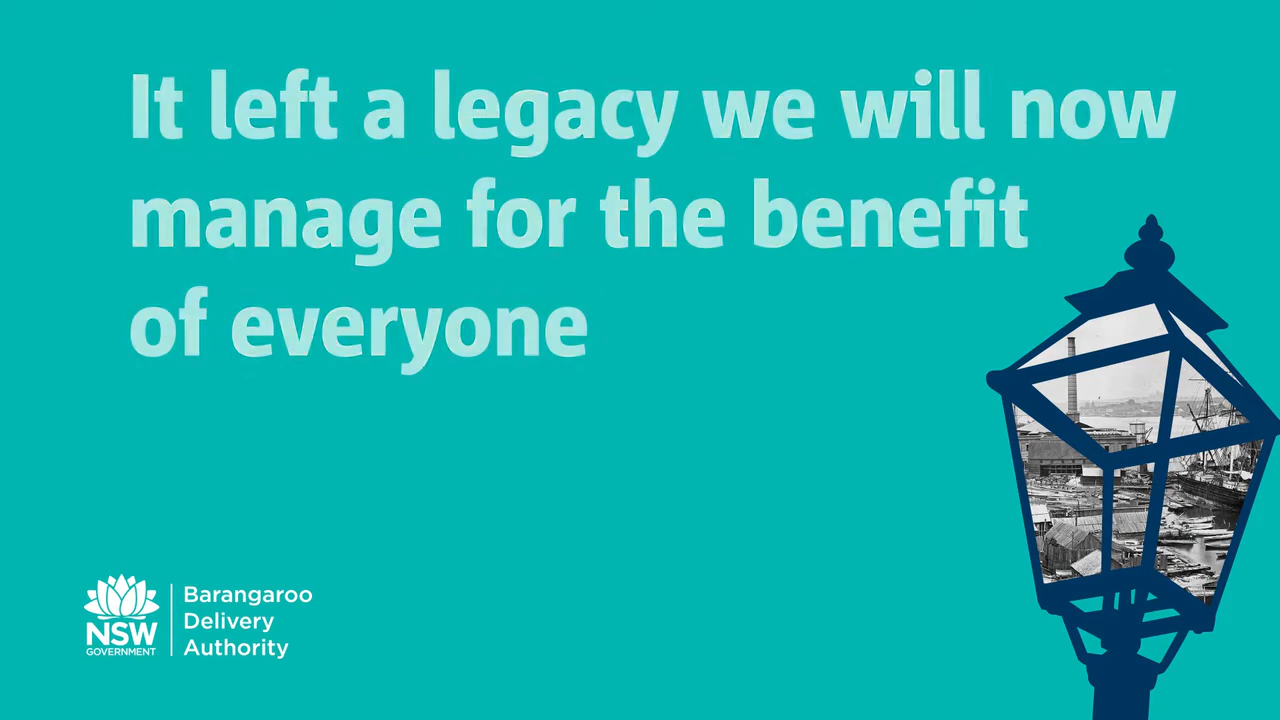 It left a legacy we will now
manage for the benefit
of everyone
NSW
GOVERNMENT
Barangaroo
Delivery
Authority